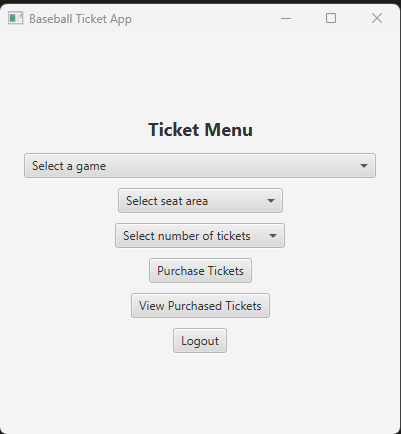 Baseball Ticket App
Ticket Menu
Select a game
Select seat area
Select number of tickets
Purchase Tickets
View Purchased Tickets
Logout